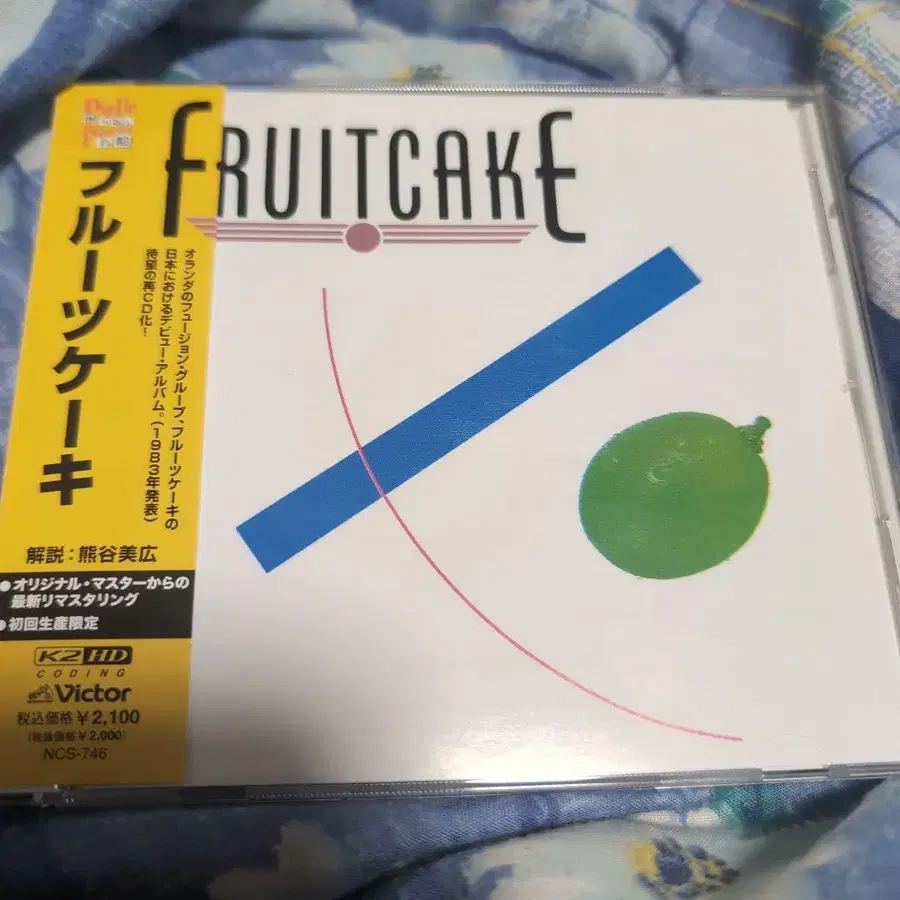 FRUITCAKE
フルーツケーキ
オランダのフュージョン・グループ、フルーツケーキの
日本におけるデビュー・アルバム。(1983年発表)
待望の再CD化!
解説:熊谷美広
●オリジナル・マスターからの
最新リマスタリング
●初回生産限定
K2HD
CODING
Victor
税込価格¥2,100
(税抜価格¥2,000)
NCS-746